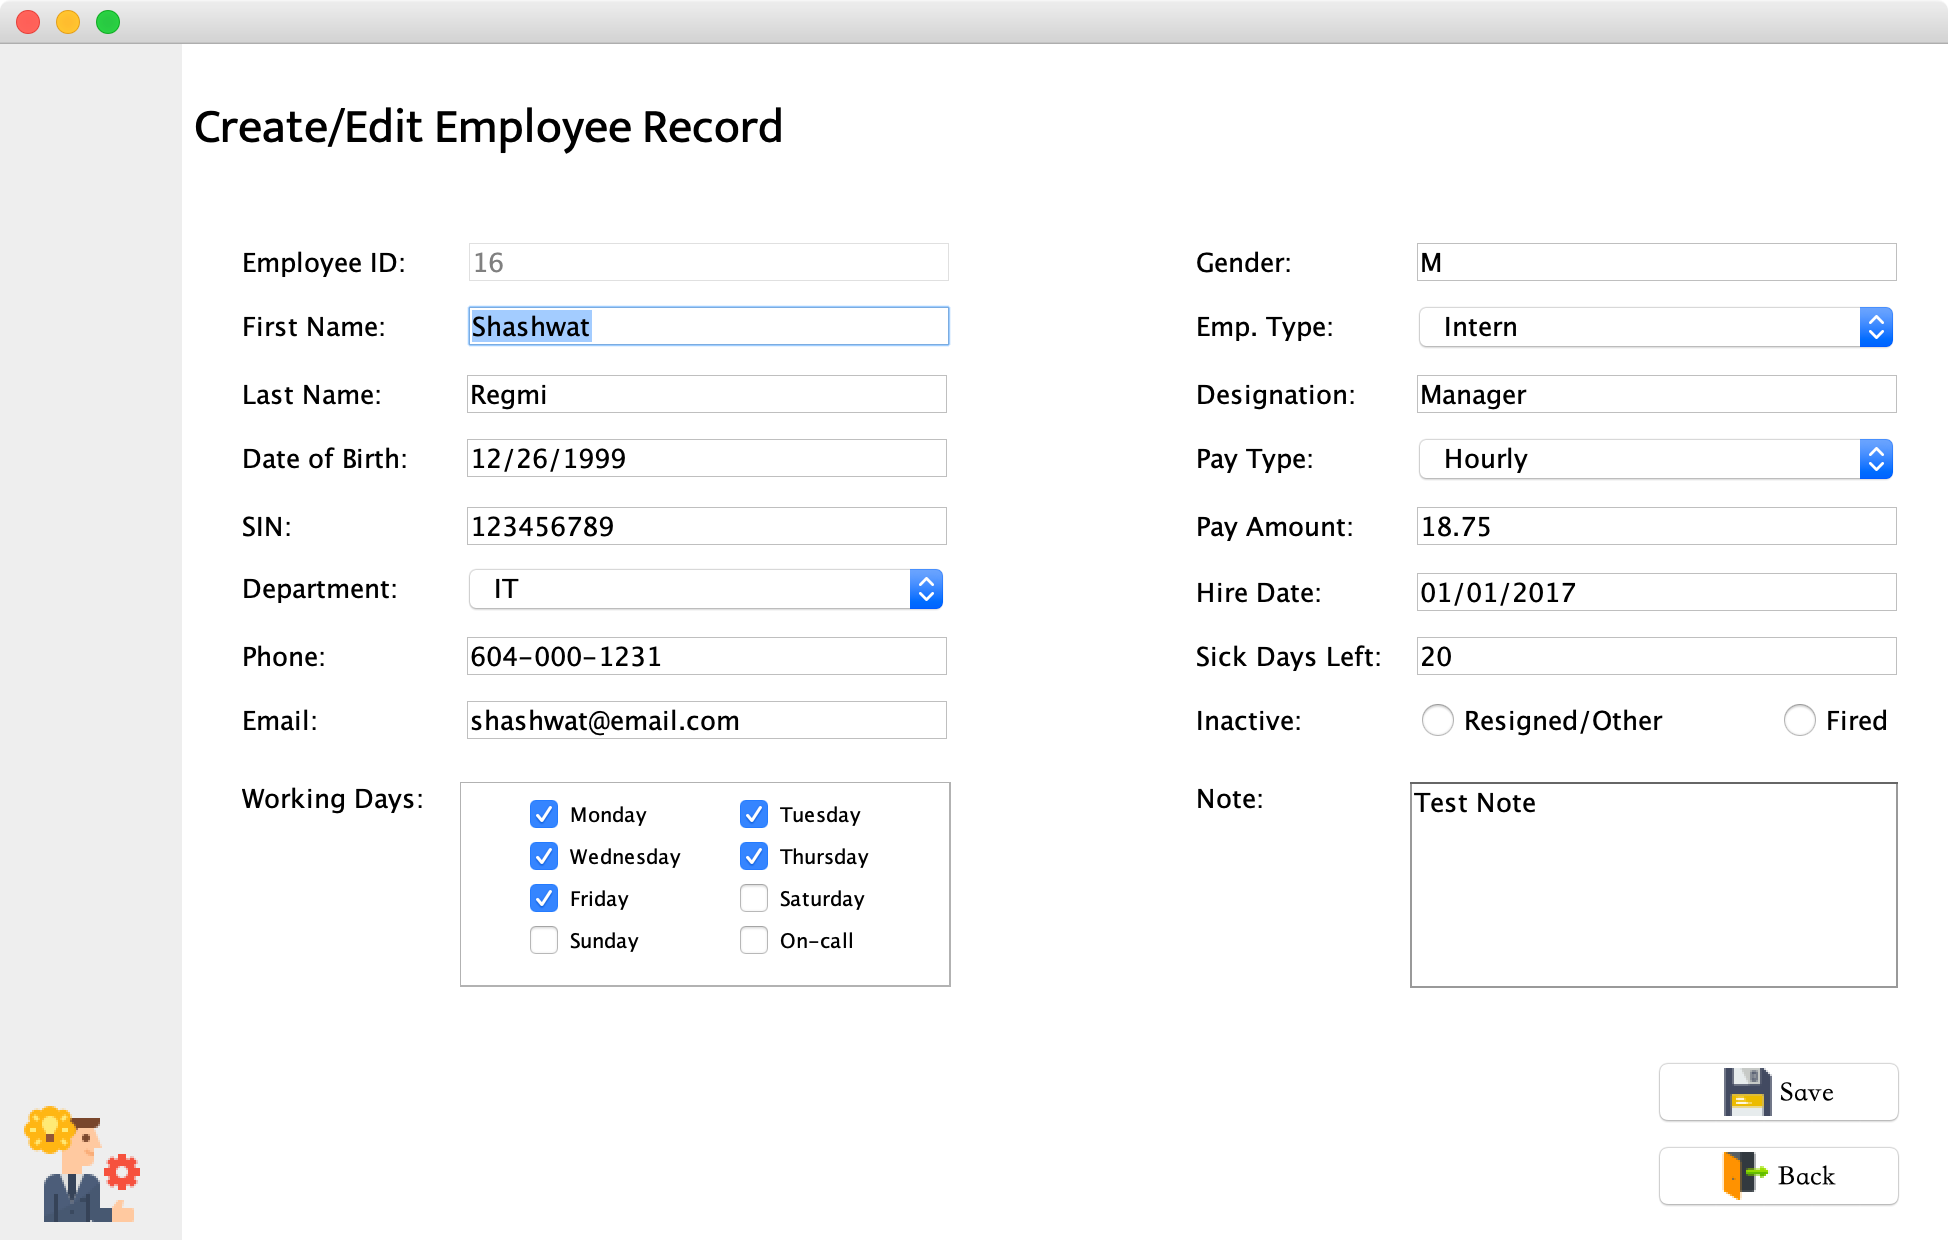 Create/Edit Employee Record
Employee ID: 16
First Name: Shashwat
Last Name: Regmi
Date of Birth: 12/26/1999
SIN: 123456789
Department: IT
Phone: 604-000-1231
Email: shashwat@email.com
Working Days:
Monday Tuesday
Wednesday Thursday
Friday Saturday
Sunday On-call
Gender: M
Emp. Type: Intern
Designation: Manager
Pay Type: Hourly
Pay Amount: 18.75
Hire Date: 01/01/2017
Sick Days Left: 20
Inactive: Resigned/Other Fired
Note: Test Note
Save
Back